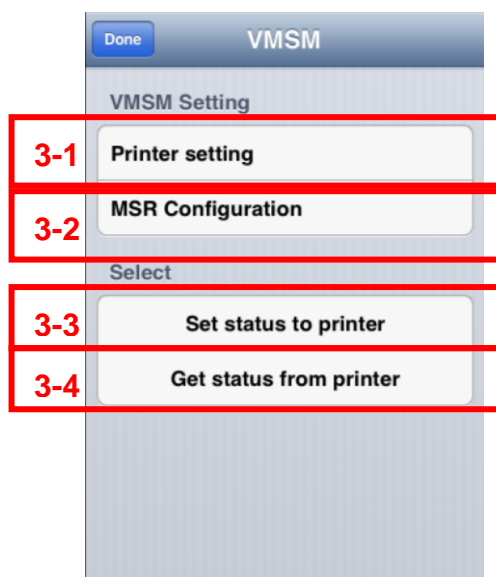 Done VMSM
VMSM Setting
3-1 Printer setting
3-2 MSR Configuration
Select
3-3 Set status to printer
3-4 Get status from printer